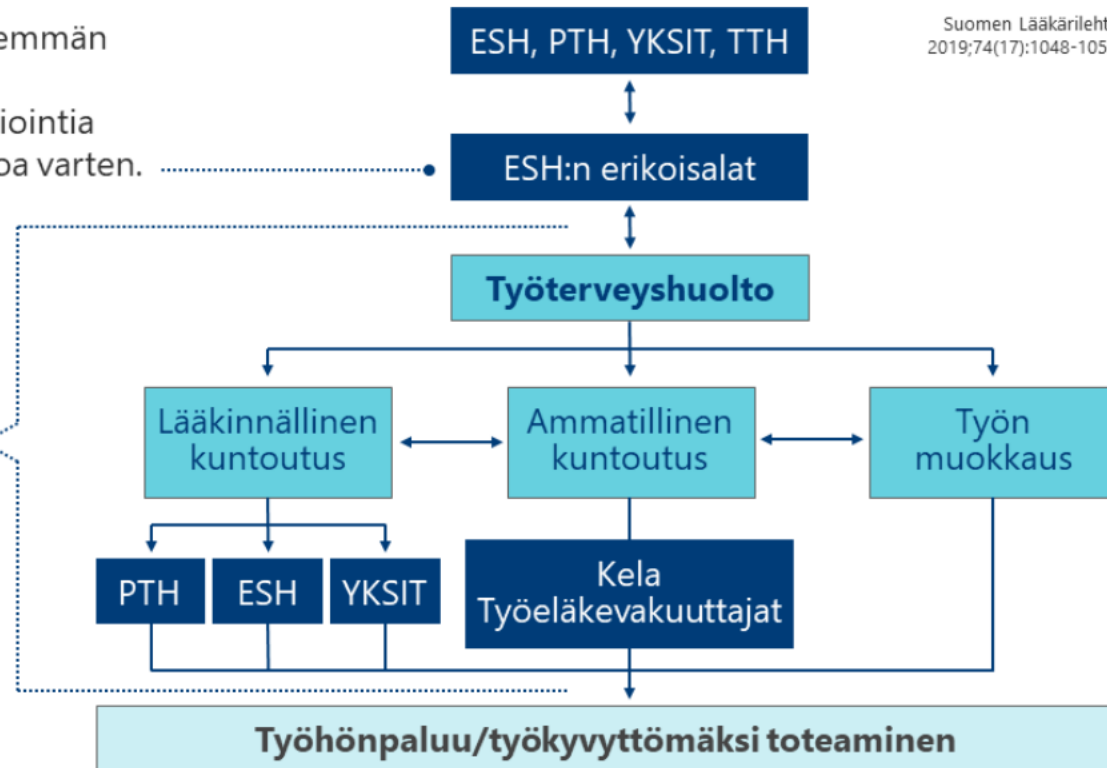 ESH, PTH, YKSIT, TTH
Suomen Lääkärileht
2019;74(17):1048-105
emmän
iointia
oa varten.
ESH:n erikoisalat
Työterveyshuolto
Lääkinnällinen
kuntoutus
Ammatillinen
kuntoutus
Työn
muokkaus
PTH
ESH
YKSIT
Kela
Työeläkevakuuttajat
Työhönpaluu/työkyvyttömäksi toteaminen